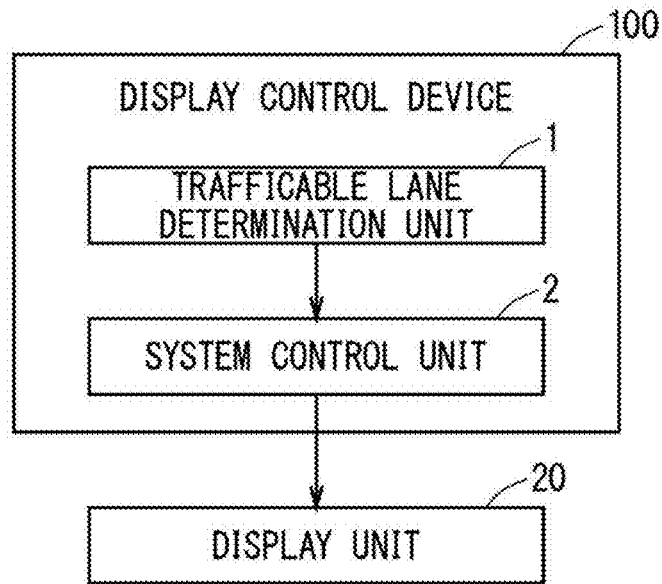 100
DISPLAY CONTROL DEVICE
1
TRAFFICABLE LANE
DETERMINATION UNIT
2
SYSTEM CONTROL UNIT
20
DISPLAY UNIT